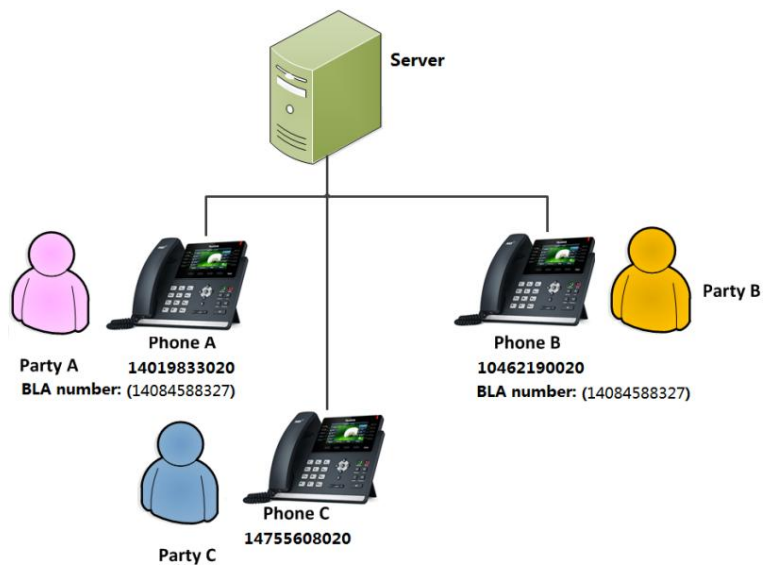 Server
Phone A
14019833020
Party A
BLA number: (14084588327)
Phone B
10462190020
BLA number: (14084588327)
Party B
Phone C
14755608020
Party C